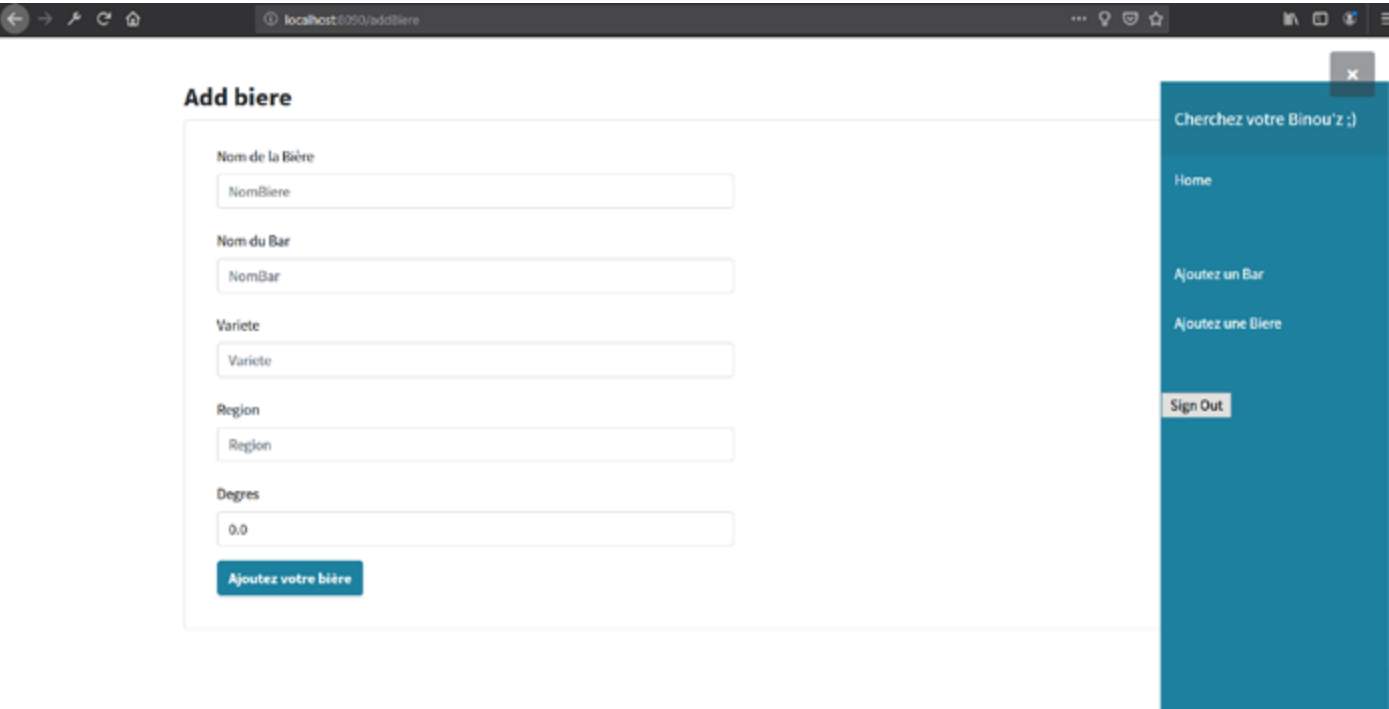 localhost:8090/addBiere
Add biere
Nom de la Bière
NomBiere
Nom du Bar
NomBar
Variete
Variete
Region
Region
Degres
0.0
Ajoutez votre bière
×
Cherchez votre Binou'z ;)
Home
Ajoutez un Bar
Ajoutez une Biere
Sign Out